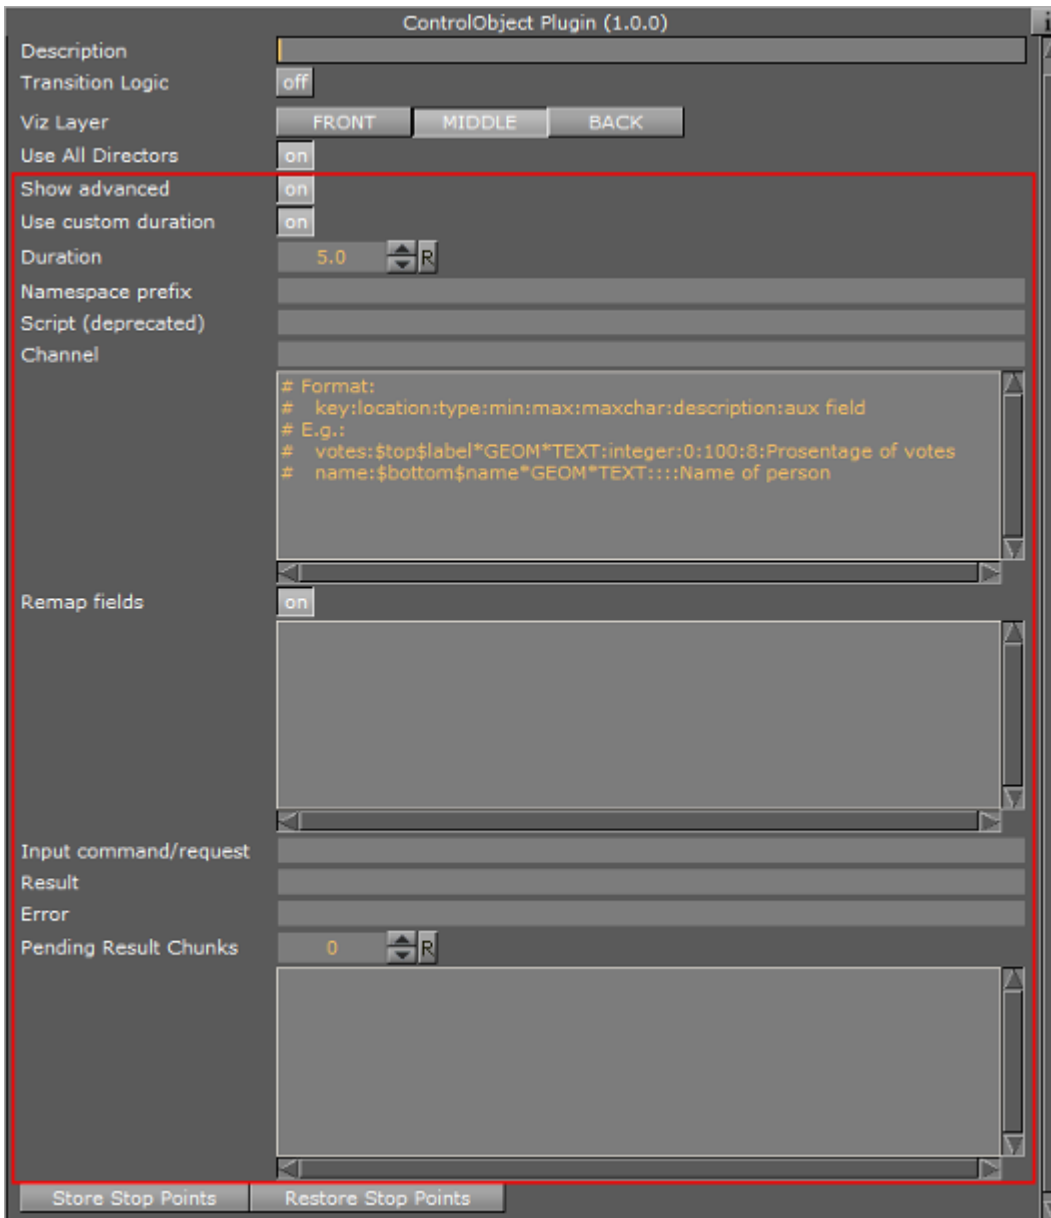 ControlObject Plugin (1.0.0) i
Description
Transition Logic off
Viz Layer FRONT MIDDLE BACK
Use All Directors on
Show advanced on
Use custom duration on
Duration 5.0 R
Namespace prefix
Script (deprecated)
Channel
# Format:
# key:location:type:min:max:maxchar:description:aux field
# E.g.:
# votes:$top$label*GEOM*TEXT:integer:0:100:8:Prosentage of votes
# name:$bottom$name*GEOM*TEXT::::Name of person
Remap fields on
Input command/request
Result
Error
Pending Result Chunks 0 R
Store Stop Points Restore Stop Points